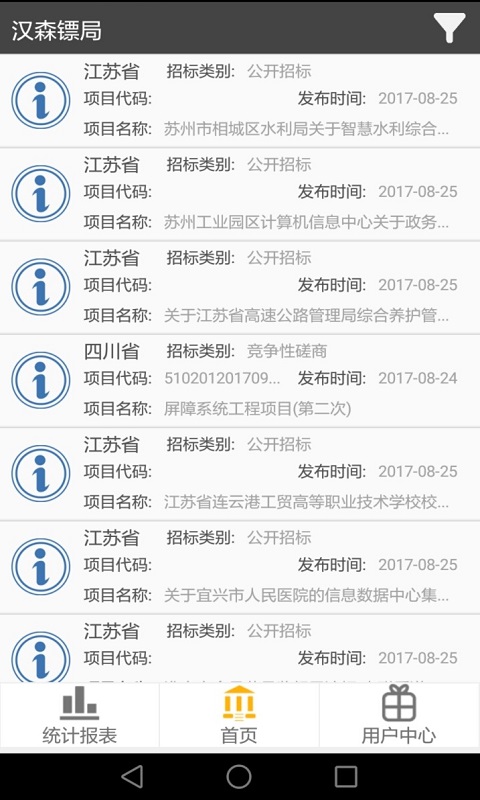 汉森镖局
江苏省 招标类别: 公开招标
项目代码: 发布时间: 2017-08-25
项目名称: 苏州市相城区水利局关于智慧水利综合...
江苏省 招标类别: 公开招标
项目代码: 发布时间: 2017-08-25
项目名称: 苏州工业园区计算机信息中心关于政务...
江苏省 招标类别: 公开招标
项目代码: 发布时间: 2017-08-25
项目名称: 关于江苏省高速公路管理局综合养护管...
四川省 招标类别: 竞争性磋商
项目代码: 510201201709... 发布时间: 2017-08-24
项目名称: 屏障系统工程项目(第二次)
江苏省 招标类别: 公开招标
项目代码: 发布时间: 2017-08-25
项目名称: 江苏省连云港工贸高等职业技术学校校...
江苏省 招标类别: 公开招标
项目代码: 发布时间: 2017-08-25
项目名称: 关于宜兴市人民医院的信息数据中心集...
江苏省 招标类别: 公开招标
项目代码: 发布时间: 2017-08-25
统计报表 首页 用户中心